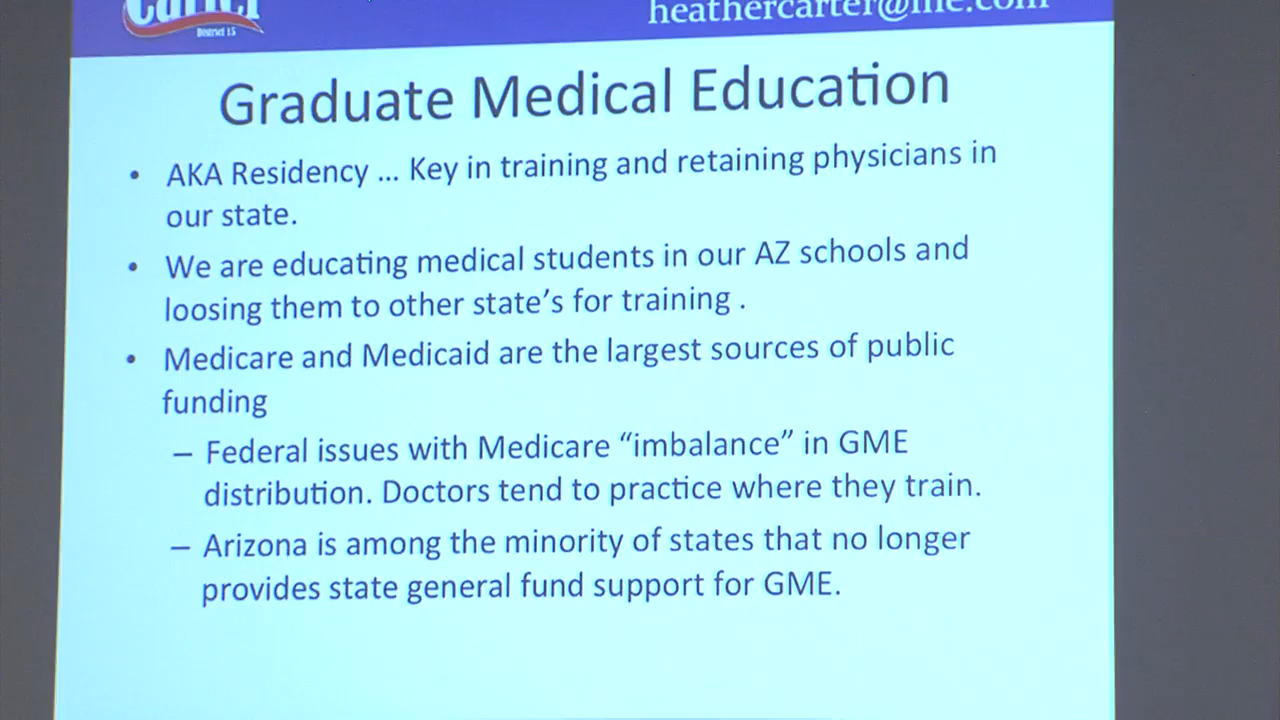 Carter
District 15
heathercarter@me.com
Graduate Medical Education
• AKA Residency ... Key in training and retaining physicians in
our state.
• We are educating medical students in our AZ schools and
loosing them to other state's for training .
• Medicare and Medicaid are the largest sources of public
funding
– Federal issues with Medicare “imbalance” in GME
distribution. Doctors tend to practice where they train.
– Arizona is among the minority of states that no longer
provides state general fund support for GME.